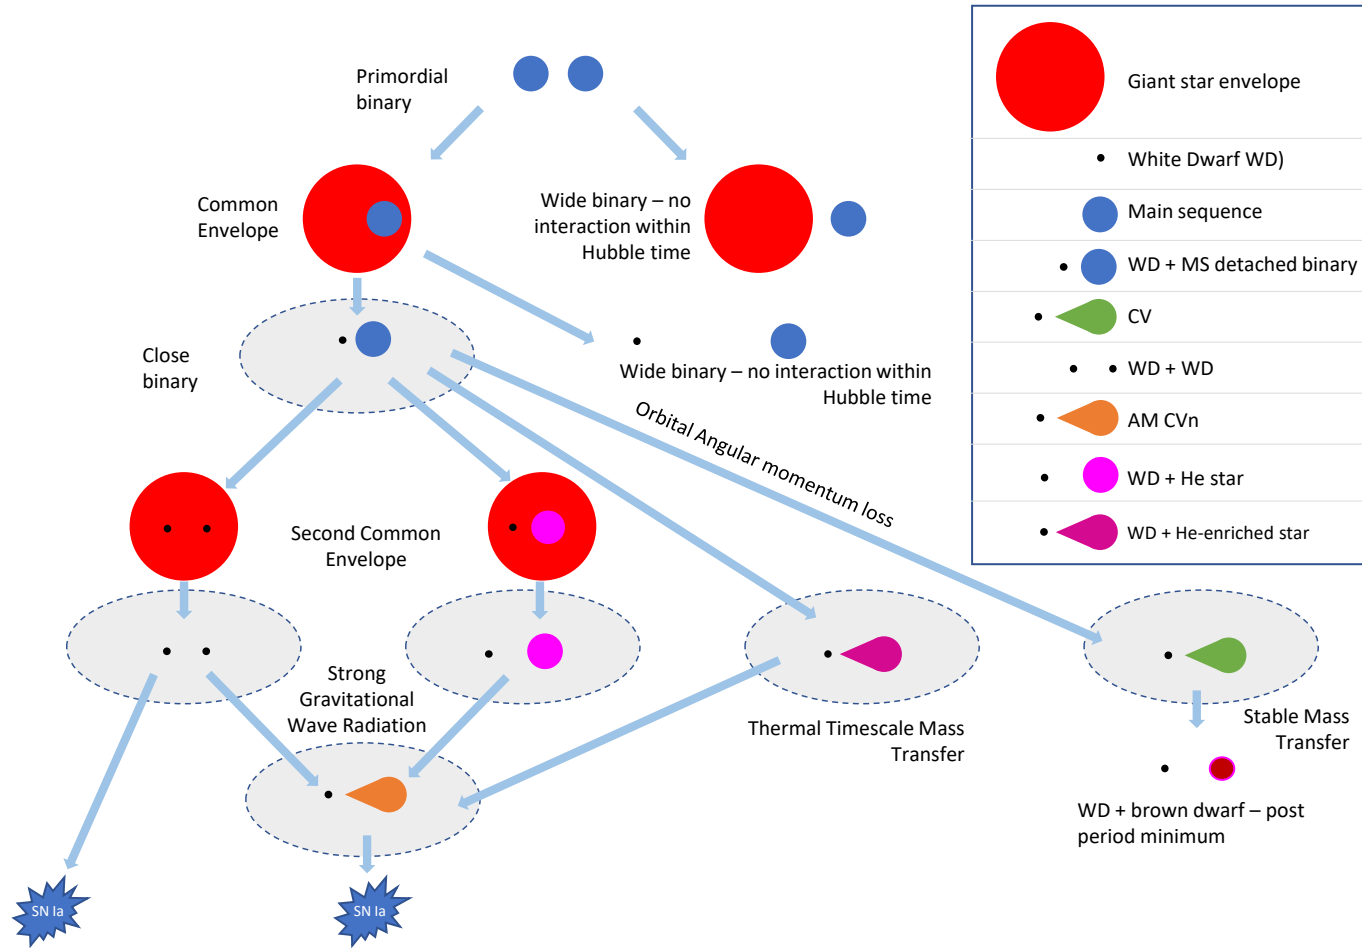 Primordial
binary
Common
Envelope
Wide binary – no
interaction within
Hubble time
Close
binary
Wide binary – no interaction within
Hubble time
Orbital Angular momentum loss
Second Common
Envelope
Strong
Gravitational
Wave Radiation
Thermal Timescale Mass
Transfer
Stable Mass
Transfer
WD + brown dwarf – post
period minimum
SN Ia
SN Ia
Giant star envelope
White Dwarf WD)
Main sequence
WD + MS detached binary
CV
WD + WD
AM CVn
WD + He star
WD + He-enriched star